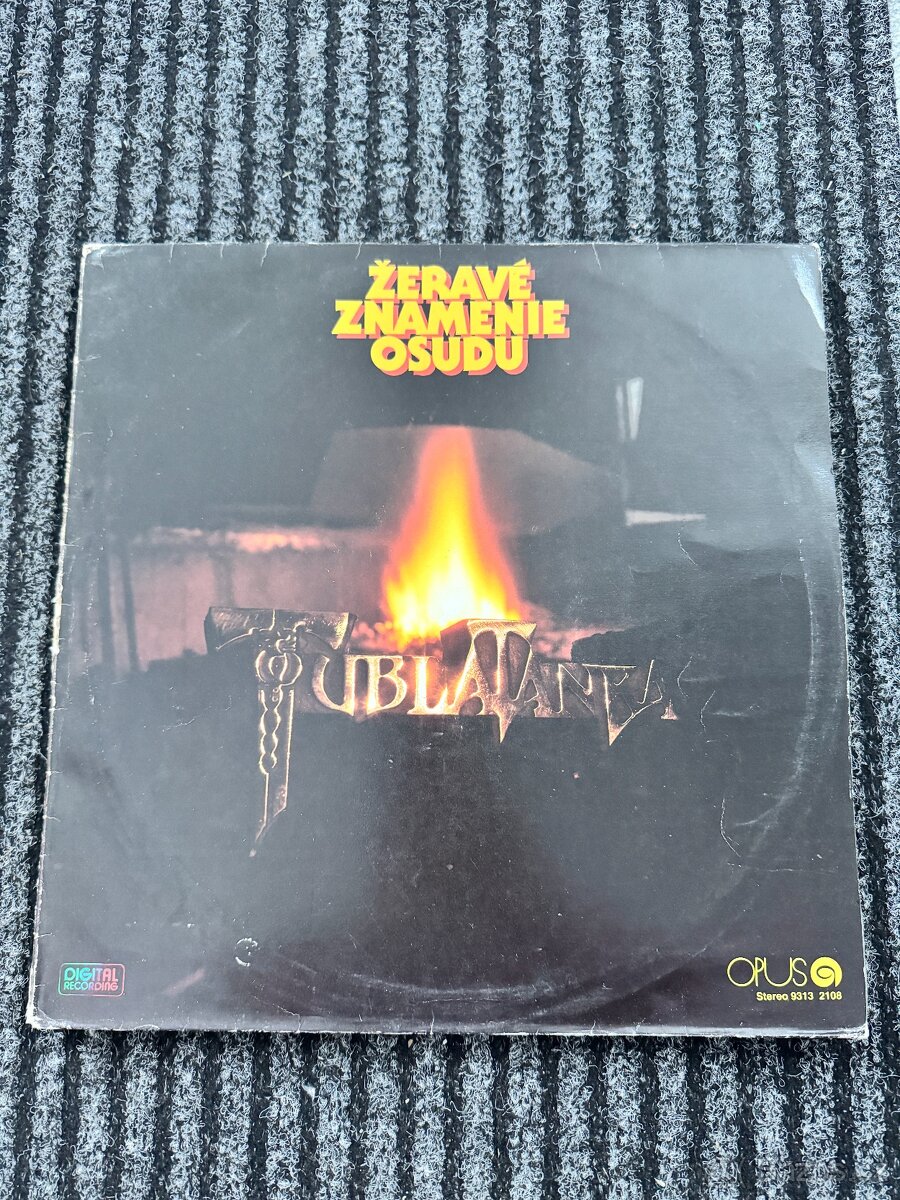 ŽERAVÉ
ZNAMENIE
OSUDU
TUBLATANKA
DIGITAL
RECORDING
OPUS
Stereo 9313 2108